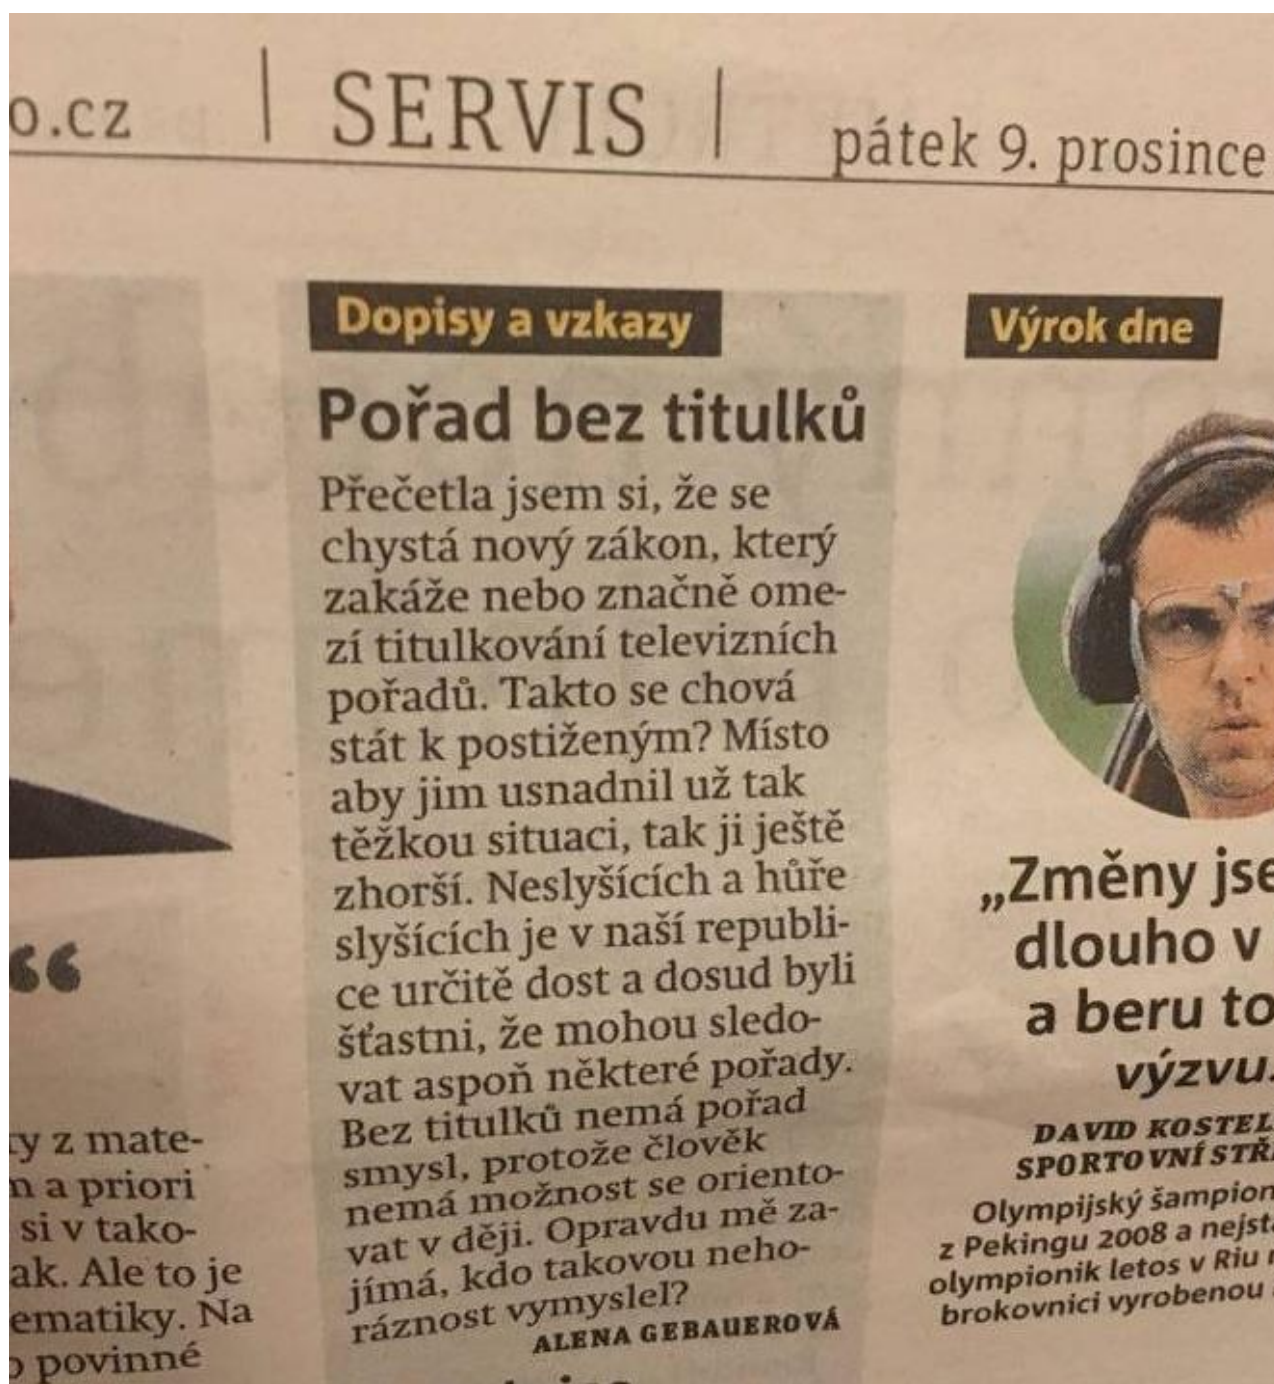 o.cz | SERVIS | pátek 9. prosince
Dopisy a vzkazy
Pořad bez titulků
Přečetla jsem si, že se
chystá nový zákon, který
zakáže nebo značně ome-
zí titulkování televizních
pořadů. Takto se chová
stát k postiženým? Místo
aby jim usnadnil už tak
těžkou situaci, tak ji ještě
zhorší. Neslyšících a hůře
slyšících je v naší republi-
ce určitě dost a dosud byli
šťastni, že mohou sledo-
vat aspoň některé pořady.
Bez titulků nemá pořad
smysl, protože člověk
nemá možnost se oriento-
vat v ději. Opravdu mě za-
jímá, kdo takovou neho-
ráznost vymyslel?
ALENA GEBAUEROVÁ
Výrok dne
„Změny jse
dlouho v
a beru to
výzvu.
DAVID KOSTEL
SPORTOVNÍ STŘ
Olympijský šampion
z Pekingu 2008 a nejsta
olympionik letos v Riu
brokovnici vyrobenou
“
y z mate-
a priori
si v tako-
ak. Ale to je
ematiky. Na
povinné